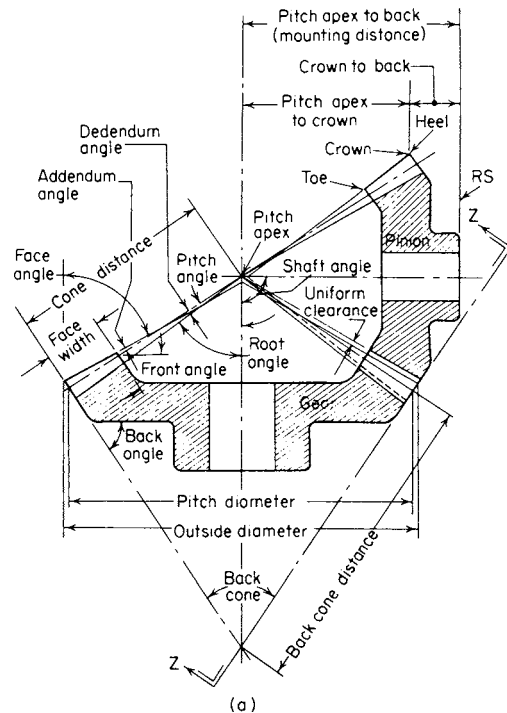 Pitch apex to back
(mounting distance)
Crown to back
Pitch apex
to crown
Heel
Crown
Toe
RS
Dedendum
angle
Addendum
angle
Pitch
apex
Pinion
Z
Face
angle
Cone distance
Pitch
angle
Shaft angle
Uniform
clearance
Face
width
Root
angle
Front angle
Gear
Back
angle
Pitch diameter
Outside diameter
Back
cone
Back cone distance
Z
(a)